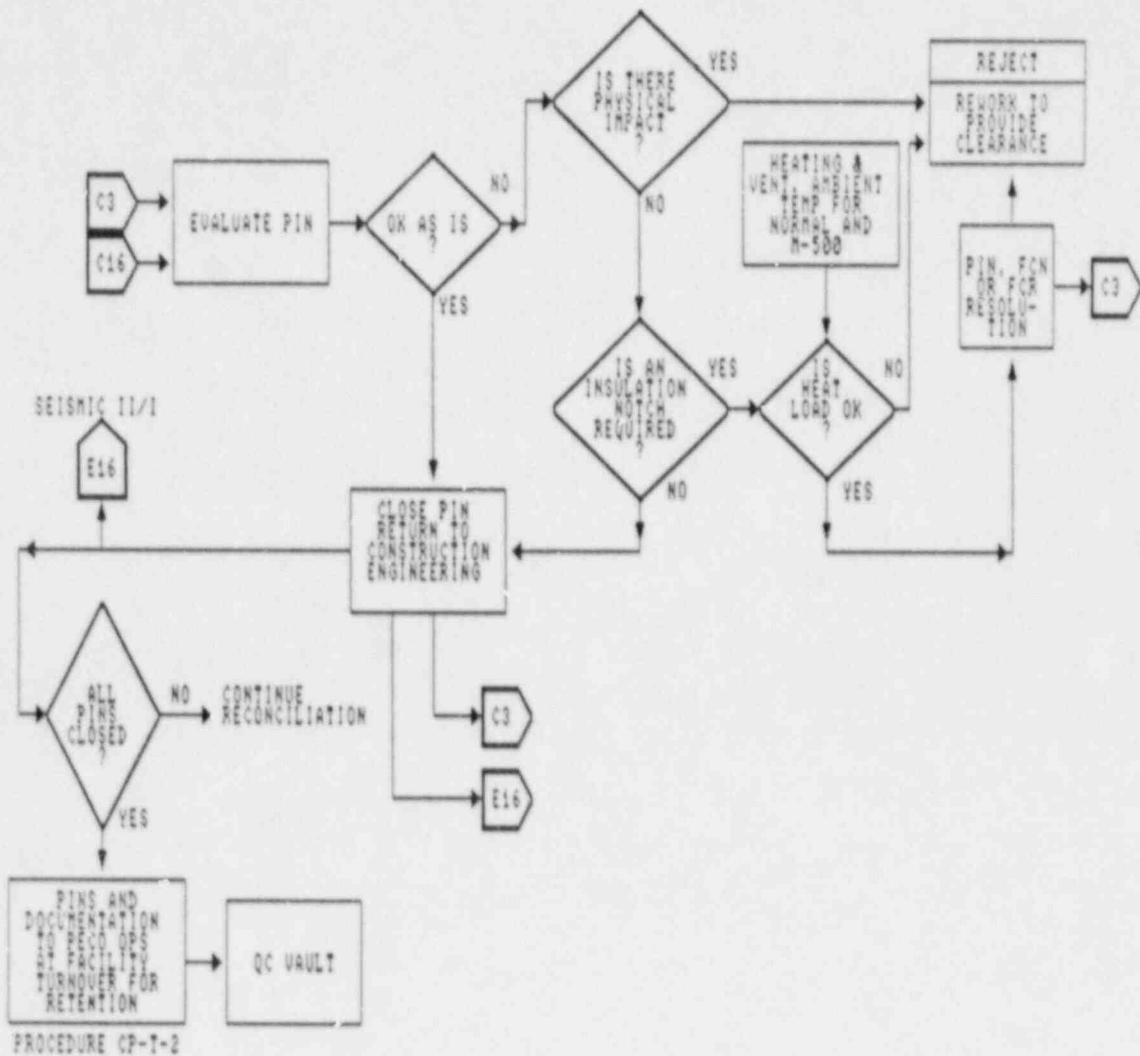 IS THERE
PHYSICAL
IMPACT
?
YES
NO
REJECT
REWORK TO
PROVIDE
CLEARANCE
HEATING &
VENT. AMBIENT
TEMP FOR
NORMAL AND
M-500
C3
C16
EVALUATE PIN
OK AS IS
?
NO
YES
PIN, FCN
OR FCR
RESOLU-
TION
C3
IS AN
INSULATION
NOTCH
REQUIRED
?
YES
NO
IS
HEAT
LOAD OK
?
NO
YES
SEISMIC II/I
E16
CLOSE PIN
RETURN TO
CONSTRUCTION
ENGINEERING
ALL
PINS
CLOSED
?
NO
CONTINUE
RECONCILIATION
YES
C3
E16
PINS AND
DOCUMENTATION
TO PECO OPS
AT FACILITY
TURNOVER FOR
RETENTION
QC VAULT
PROCEDURE CP-T-2